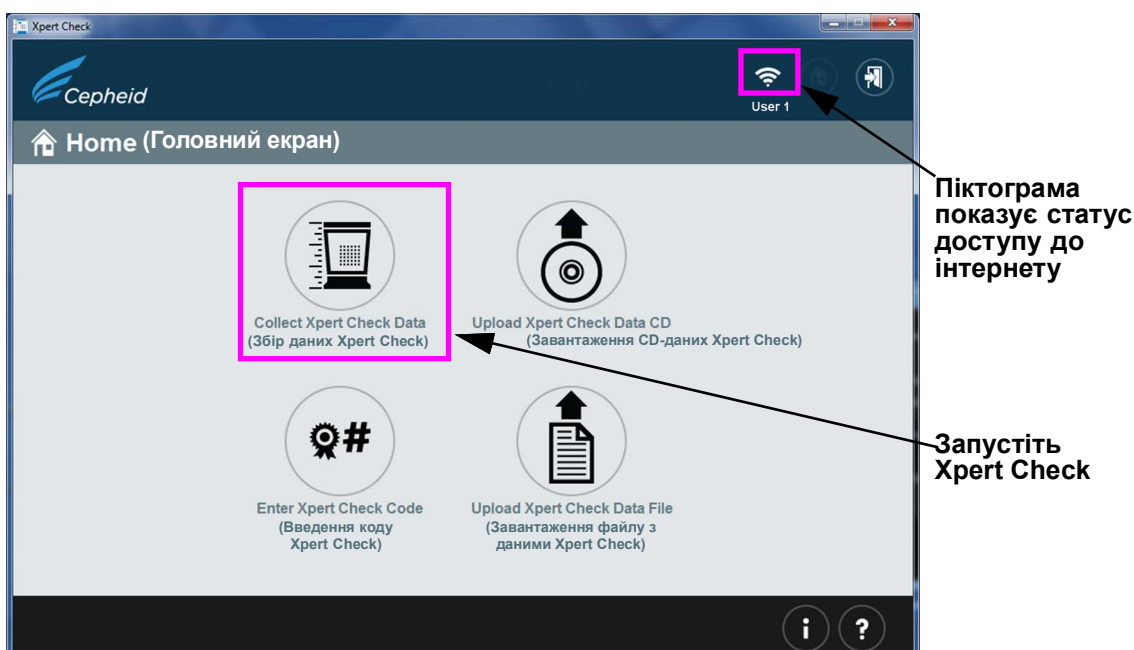 Xpert Check
Cepheid
User 1
Home (Головний екран)
Піктограма
показує статус
доступу до
інтернету
Collect Xpert Check Data
(Збір даних Xpert Check)
Upload Xpert Check Data CD
(Завантаження CD-даних Xpert Check)
Запустіть
Xpert Check
#
Enter Xpert Check Code
(Введення коду
Xpert Check)
Upload Xpert Check Data File
(Завантаження файлу з
даними Xpert Check)
i
?